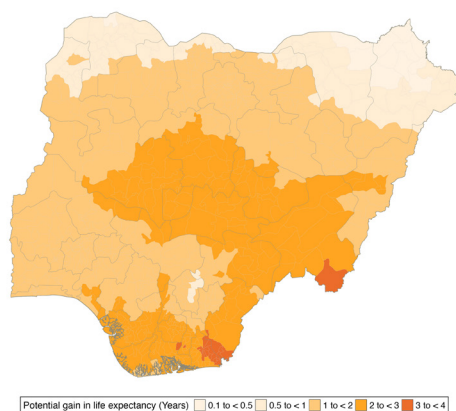 Potential gain in life expectancy (Years) 0.1 to < 0.5 0.5 to < 1 1 to < 2 2 to < 3 3 to < 4